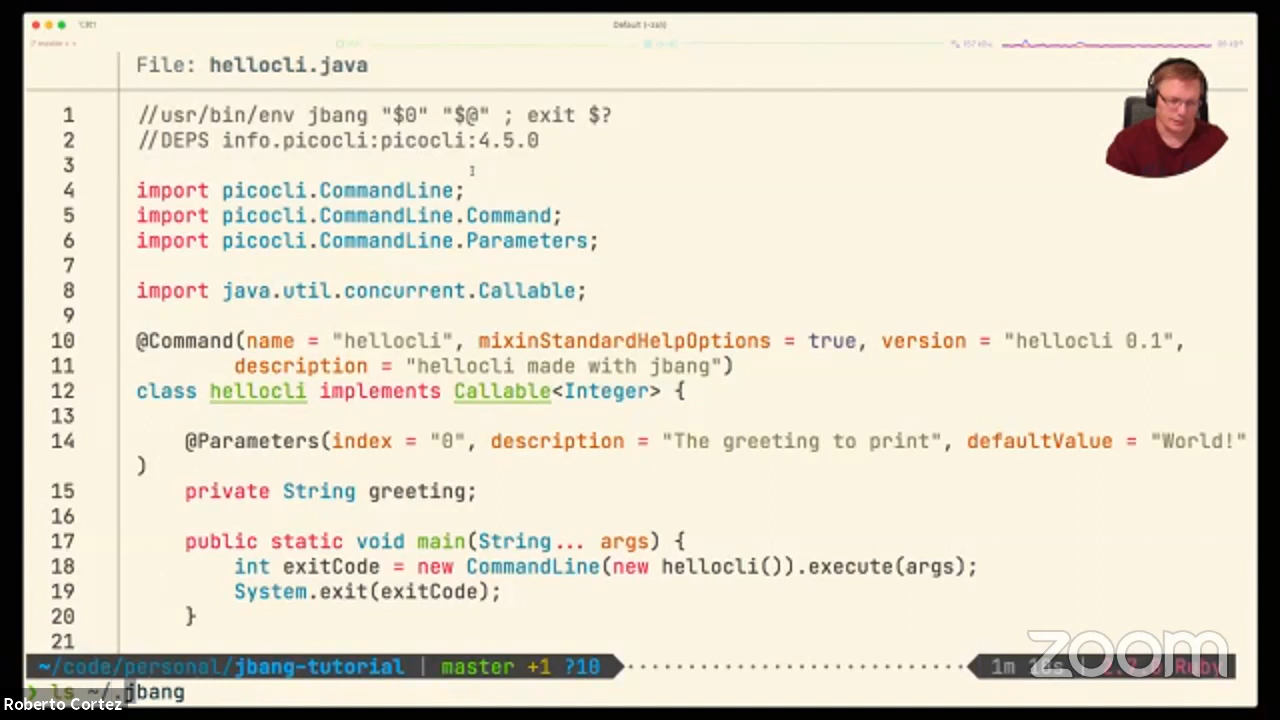 Default (-zsh)
File: hellocli.java
1 //usr/bin/env jbang "$0" "$@" ; exit $?
2 //DEPS info.picocli:picocli:4.5.0
3
4 import picocli.CommandLine;
5 import picocli.CommandLine.Command;
6 import picocli.CommandLine.Parameters;
7
8 import java.util.concurrent.Callable;
9
10 @Command(name = "hellocli", mixinStandardHelpOptions = true, version = "hellocli 0.1",
11 description = "hellocli made with jbang")
12 class hellocli implements Callable<Integer> {
13
14 @Parameters(index = "0", description = "The greeting to print", defaultValue = "World!"
)
15 private String greeting;
16
17 public static void main(String... args) {
18 int exitCode = new CommandLine(new hellocli()).execute(args);
19 System.exit(exitCode);
20 }
21
~/code/personal/jbang-tutorial | master +1 ?10 1m Ruby
❯ ls ~/.jbang
zoom
Roberto Cortez